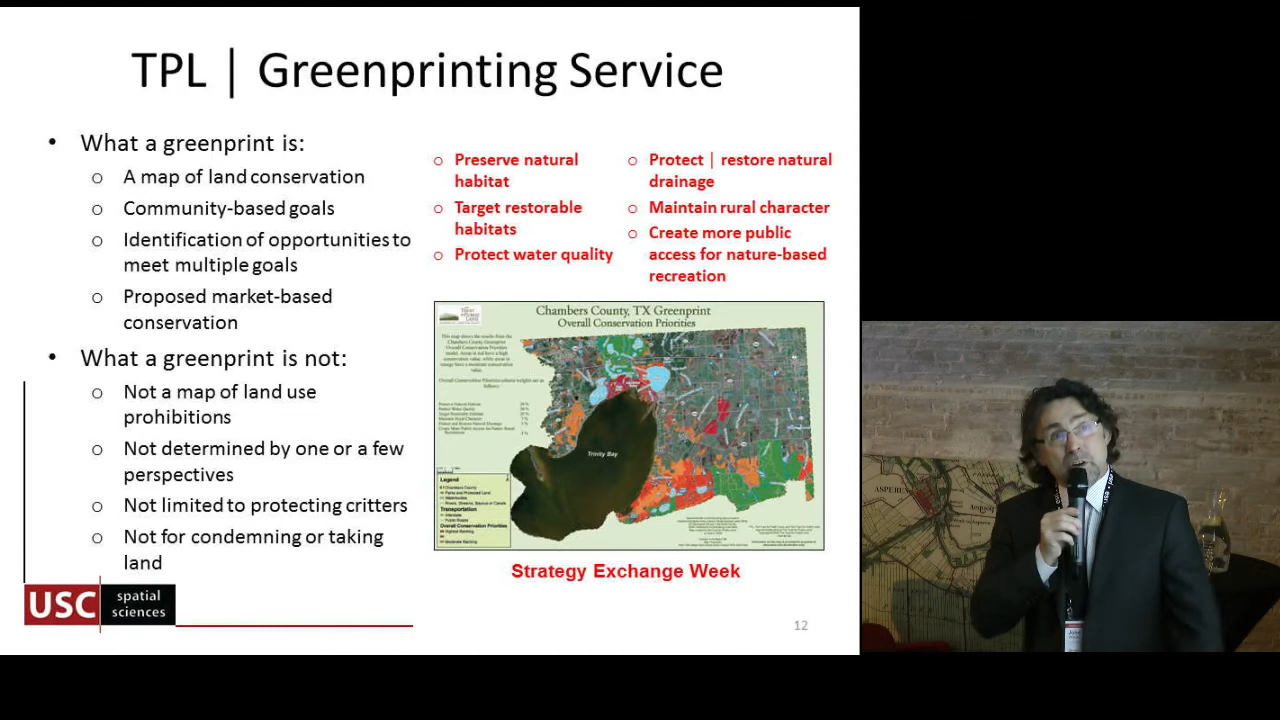 TPL | Greenprinting Service
• What a greenprint is:
o A map of land conservation
o Community-based goals
o Identification of opportunities to
meet multiple goals
o Proposed market-based
conservation
• What a greenprint is not:
o Not a map of land use
prohibitions
o Not determined by one or a few
perspectives
o Not limited to protecting critters
o Not for condemning or taking
land
o Preserve natural
habitat
o Target restorable
habitats
o Protect water quality
o Protect | restore natural
drainage
o Maintain rural character
o Create more public
access for nature-based
recreation
Chambers County, TX Greenprint
Overall Conservation Priorities
Trinity Bay
Legend
Transportation
Overall Conservation Priorities
Strategy Exchange Week
USC
spatial
sciences
12